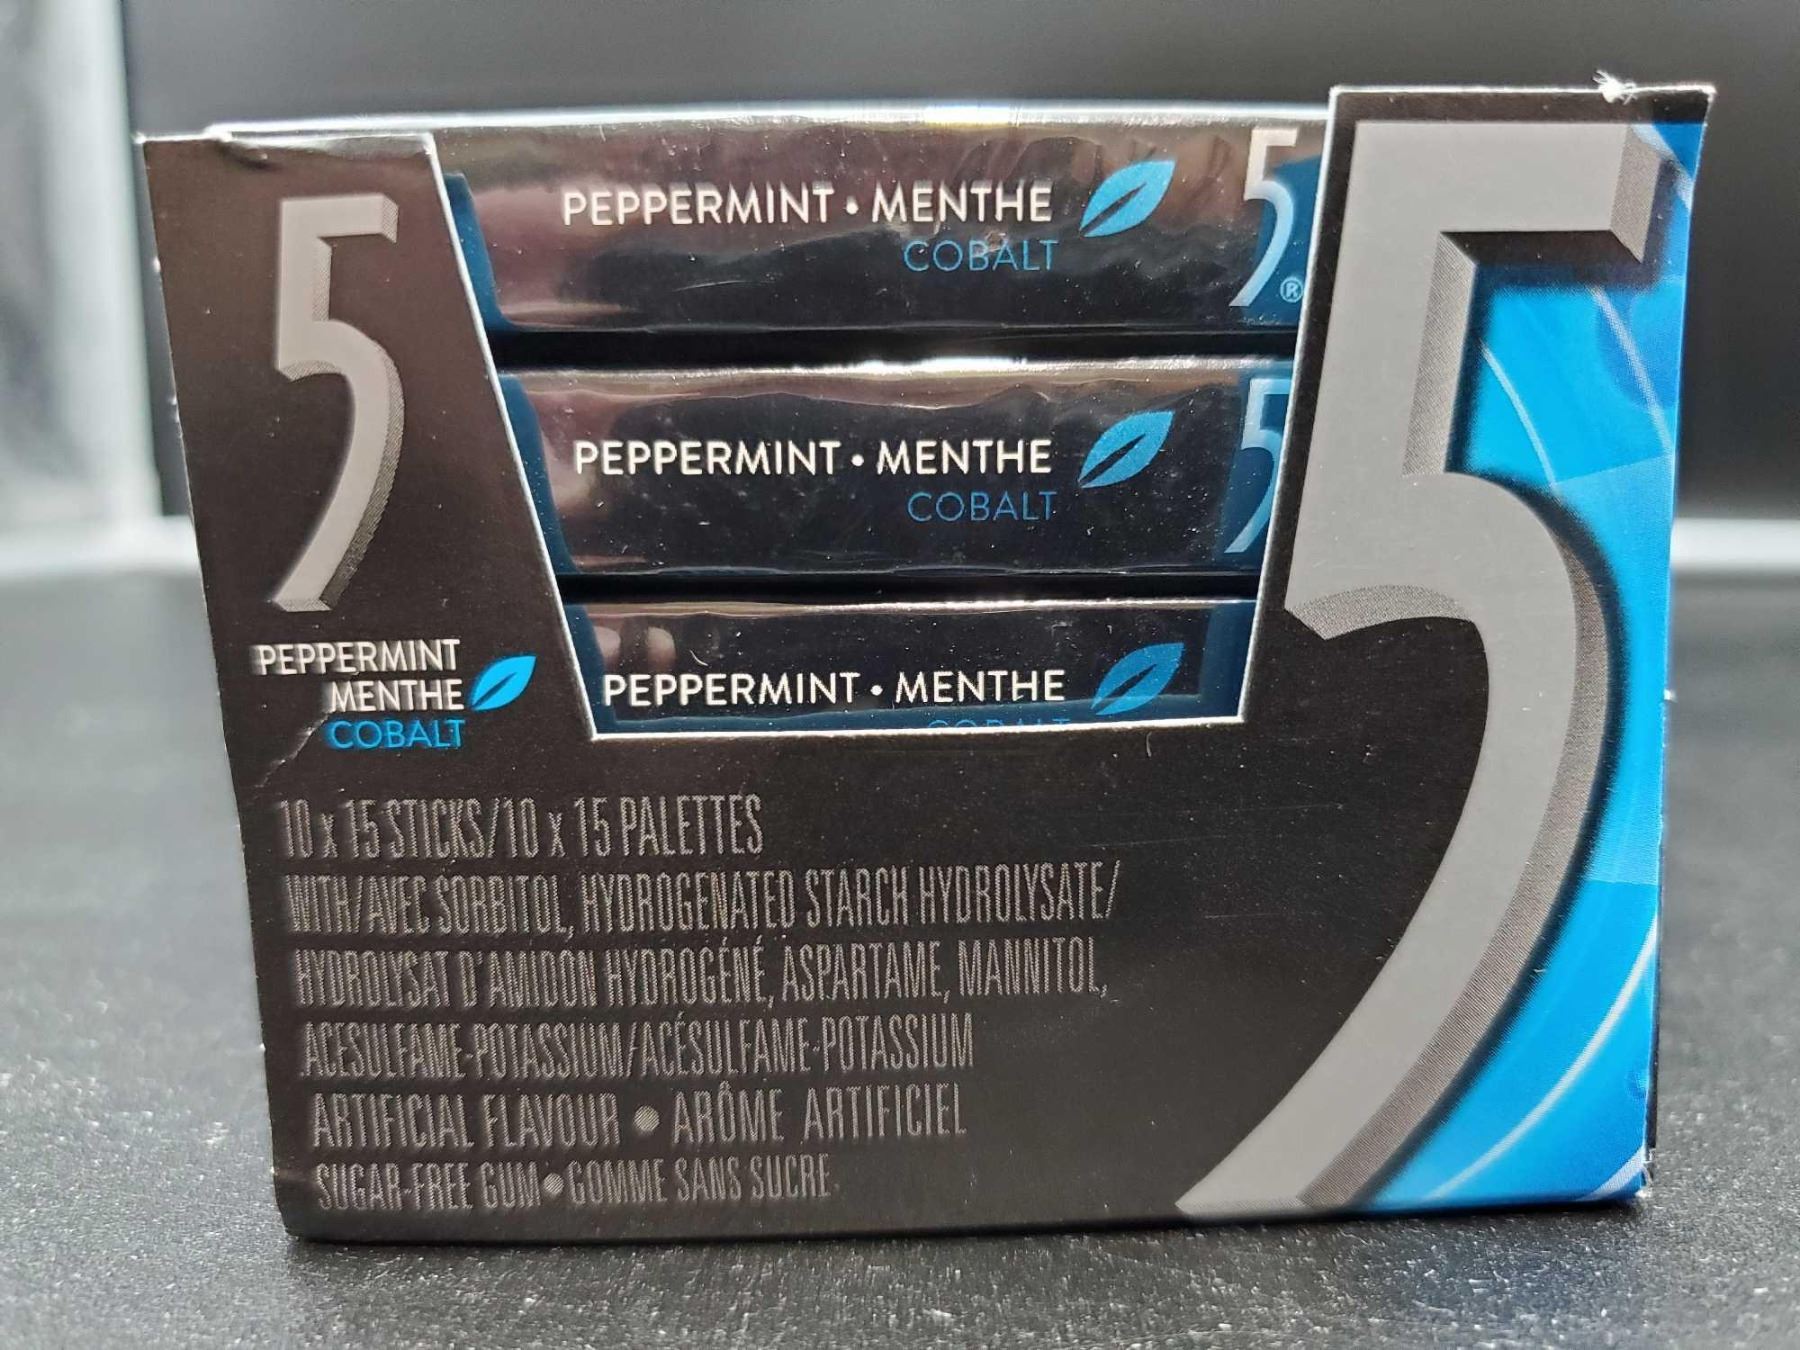 5
PEPPERMINT
MENTHE
COBALT
PEPPERMINT • MENTHE
COBALT
5®
PEPPERMINT • MENTHE
COBALT
5
PEPPERMINT • MENTHE
COBALT
5
10 x 15 STICKS/10 x 15 PALETTES
WITH/AVEC SORBITOL, HYDROGENATED STARCH HYDROLYSATE/
HYDROLYSAT D'AMIDON HYDROGÉNÉ, ASPARTAME, MANNITOL,
ACESULFAME-POTASSIUM/ACÉSULFAME-POTASSIUM
ARTIFICIAL FLAVOUR • ARÔME ARTIFICIEL
SUGAR-FREE GUM • GOMME SANS SUCRE